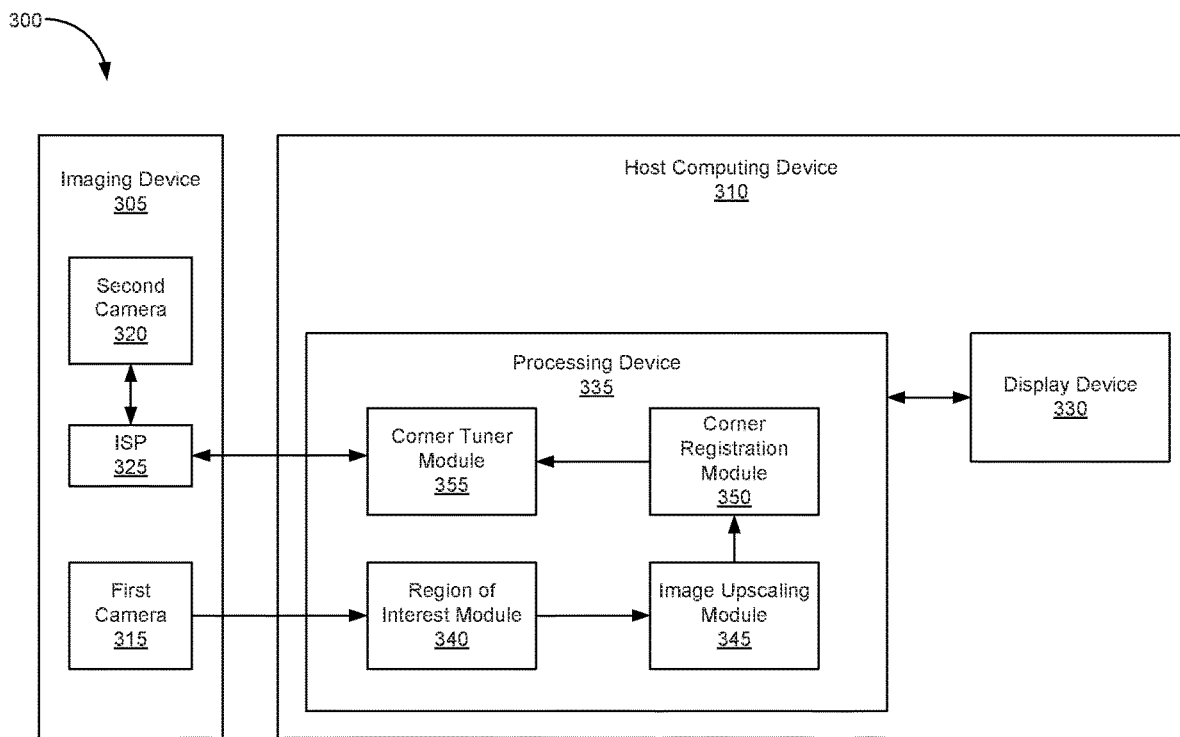 300
Imaging Device
305
Host Computing Device
310
Second
Camera
320
Processing Device
335
Display Device
330
ISP
325
Corner Tuner
Module
355
Corner
Registration
Module
350
First
Camera
315
Region of
Interest Module
340
Image Upscaling
Module
345